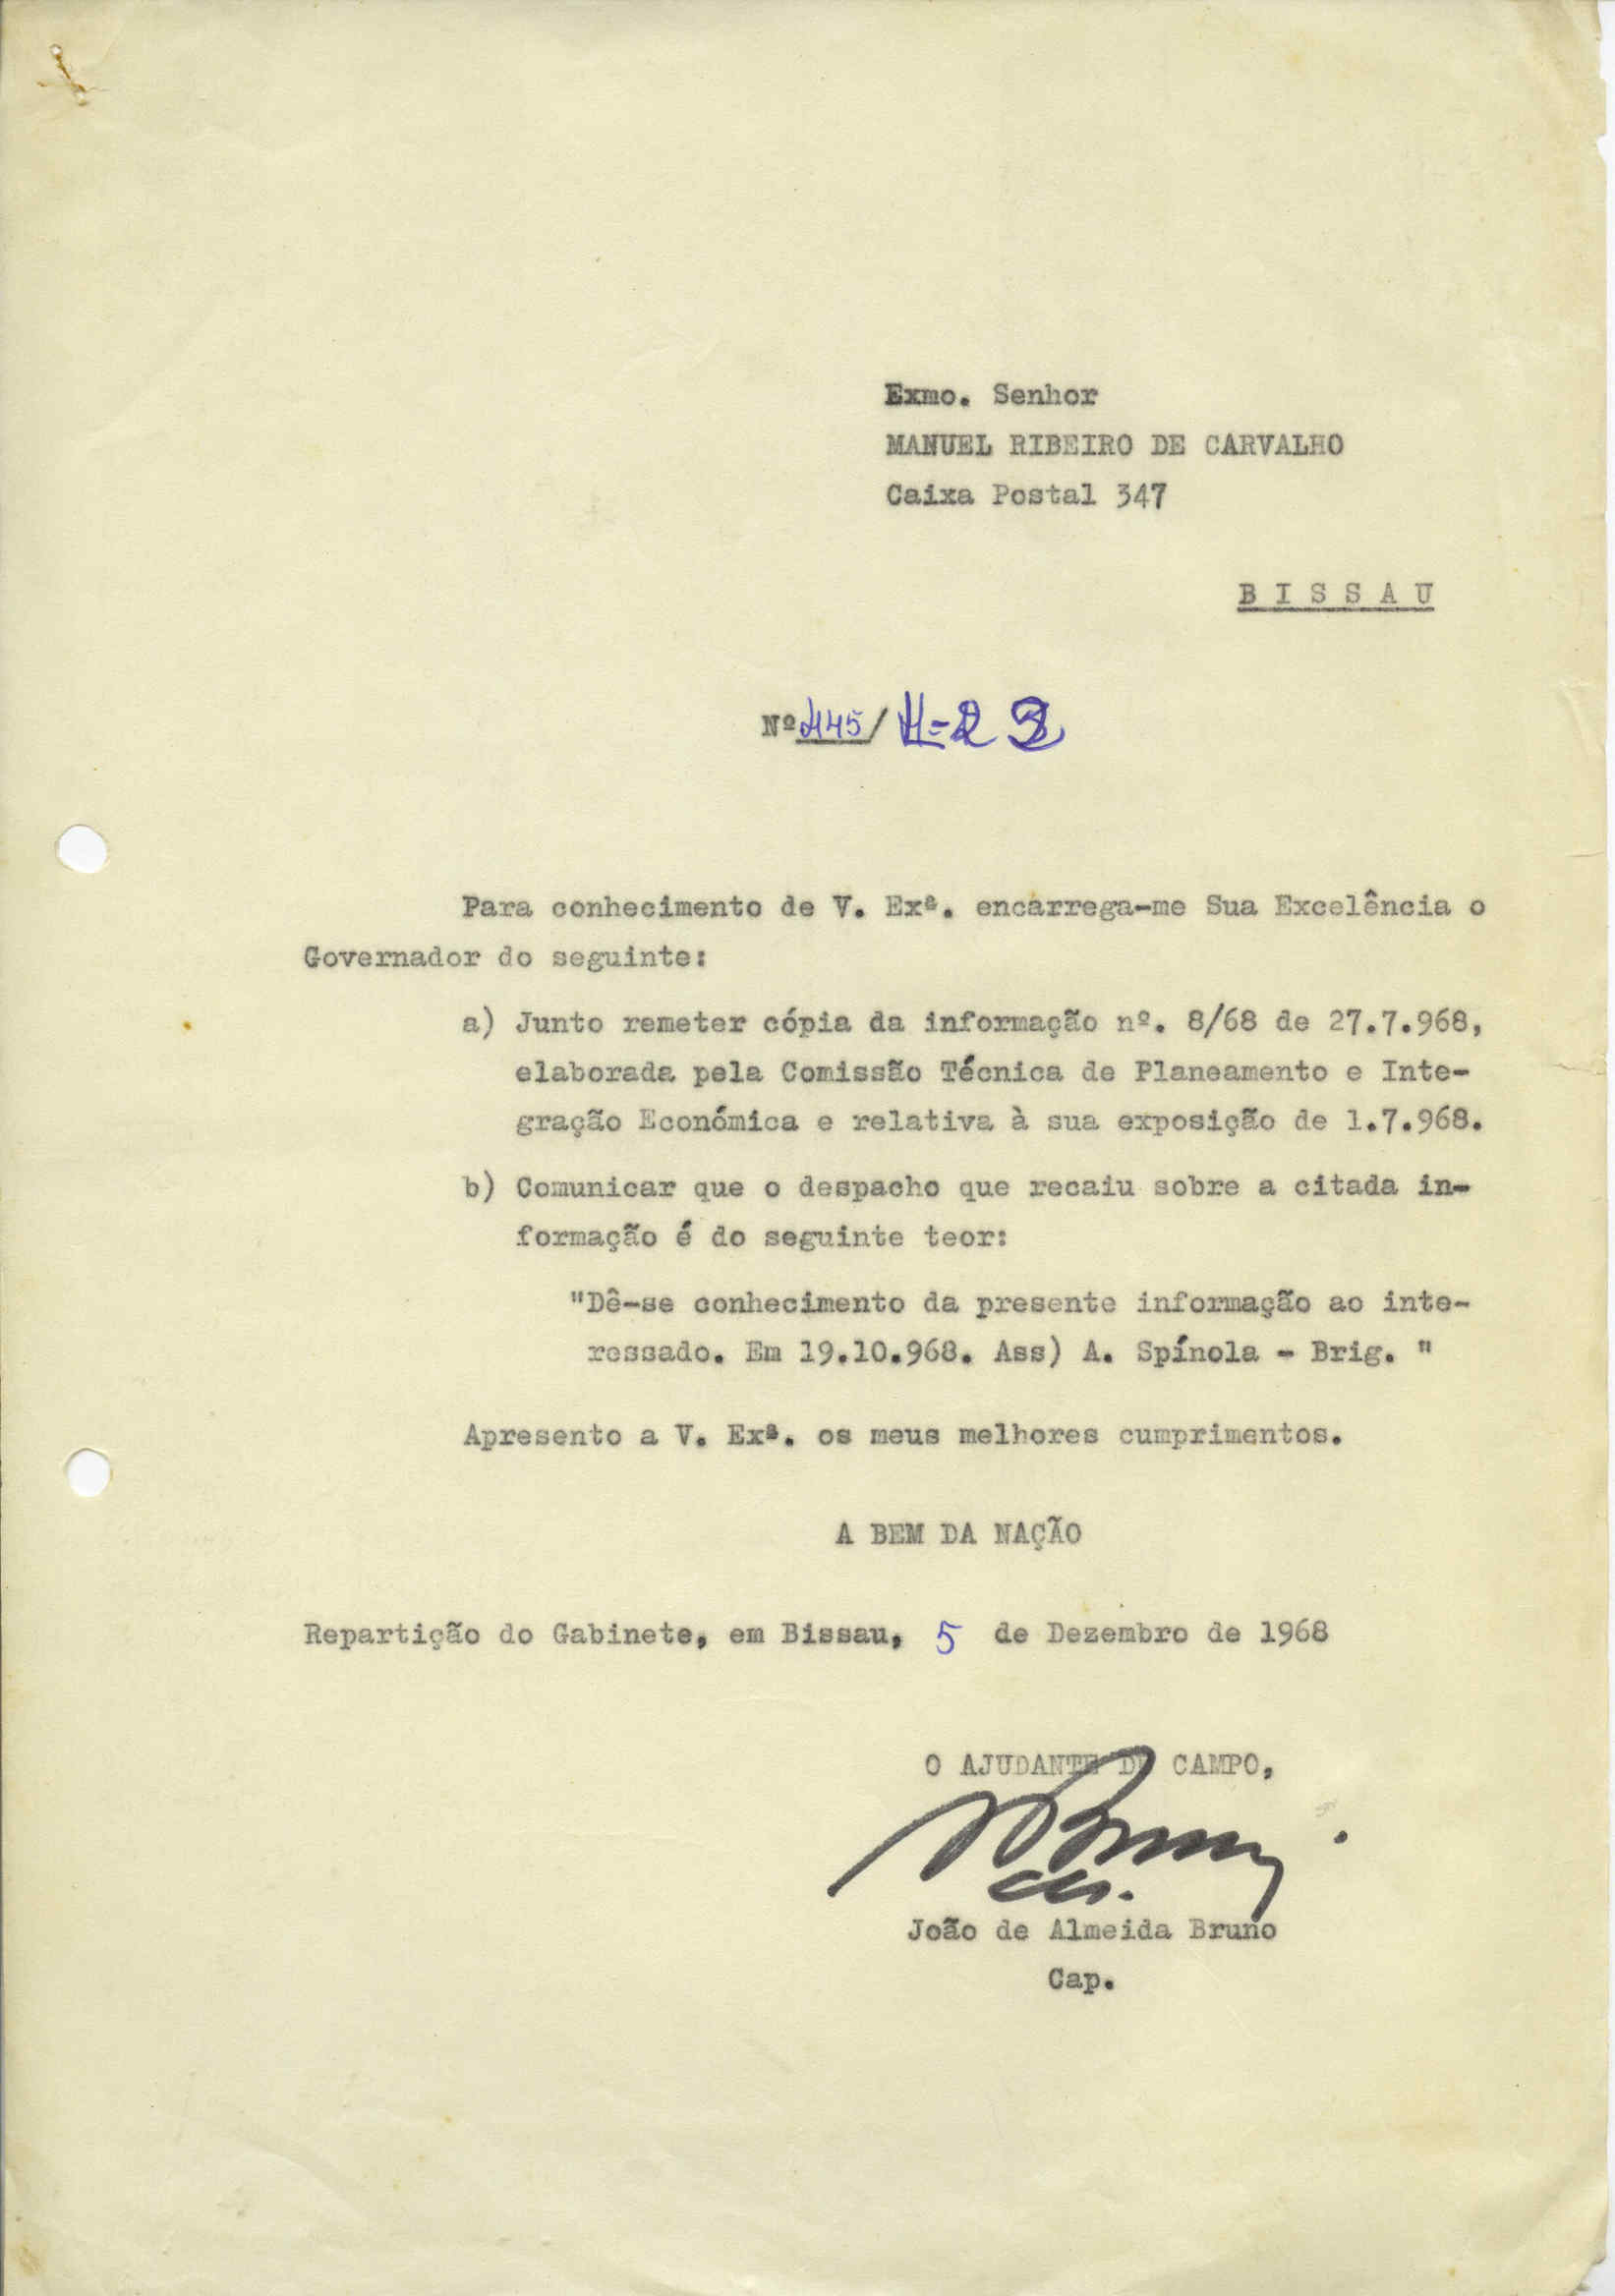 Exmo. Senhor
MANUEL RIBEIRO DE CARVALHO
Caixa Postal 347
B I S S A U
Nº
Para conhecimento de V. Exª. encarrega-me Sua Excelência o
Governador do seguinte:
a) Junto remeter cópia da informação nº. 8/68 de 27.7.968,
elaborada pela Comissão Técnica de Planeamento e Inte-
gração Económica e relativa à sua exposição de 1.7.968.
b) Comunicar que o despacho que recaiu sobre a citada in-
formação é do seguinte teor:
"Dê-se conhecimento da presente informação ao inte-
ressado. Em 19.10.968. Ass) A. Spínola - Brig. "
Apresento a V. Exª. os meus melhores cumprimentos.
A BEM DA NAÇÃO
Repartição do Gabinete, em Bissau, 5 de Dezembro de 1968
O AJUDANTE DE CAMPO,
João de Almeida Bruno
Cap.